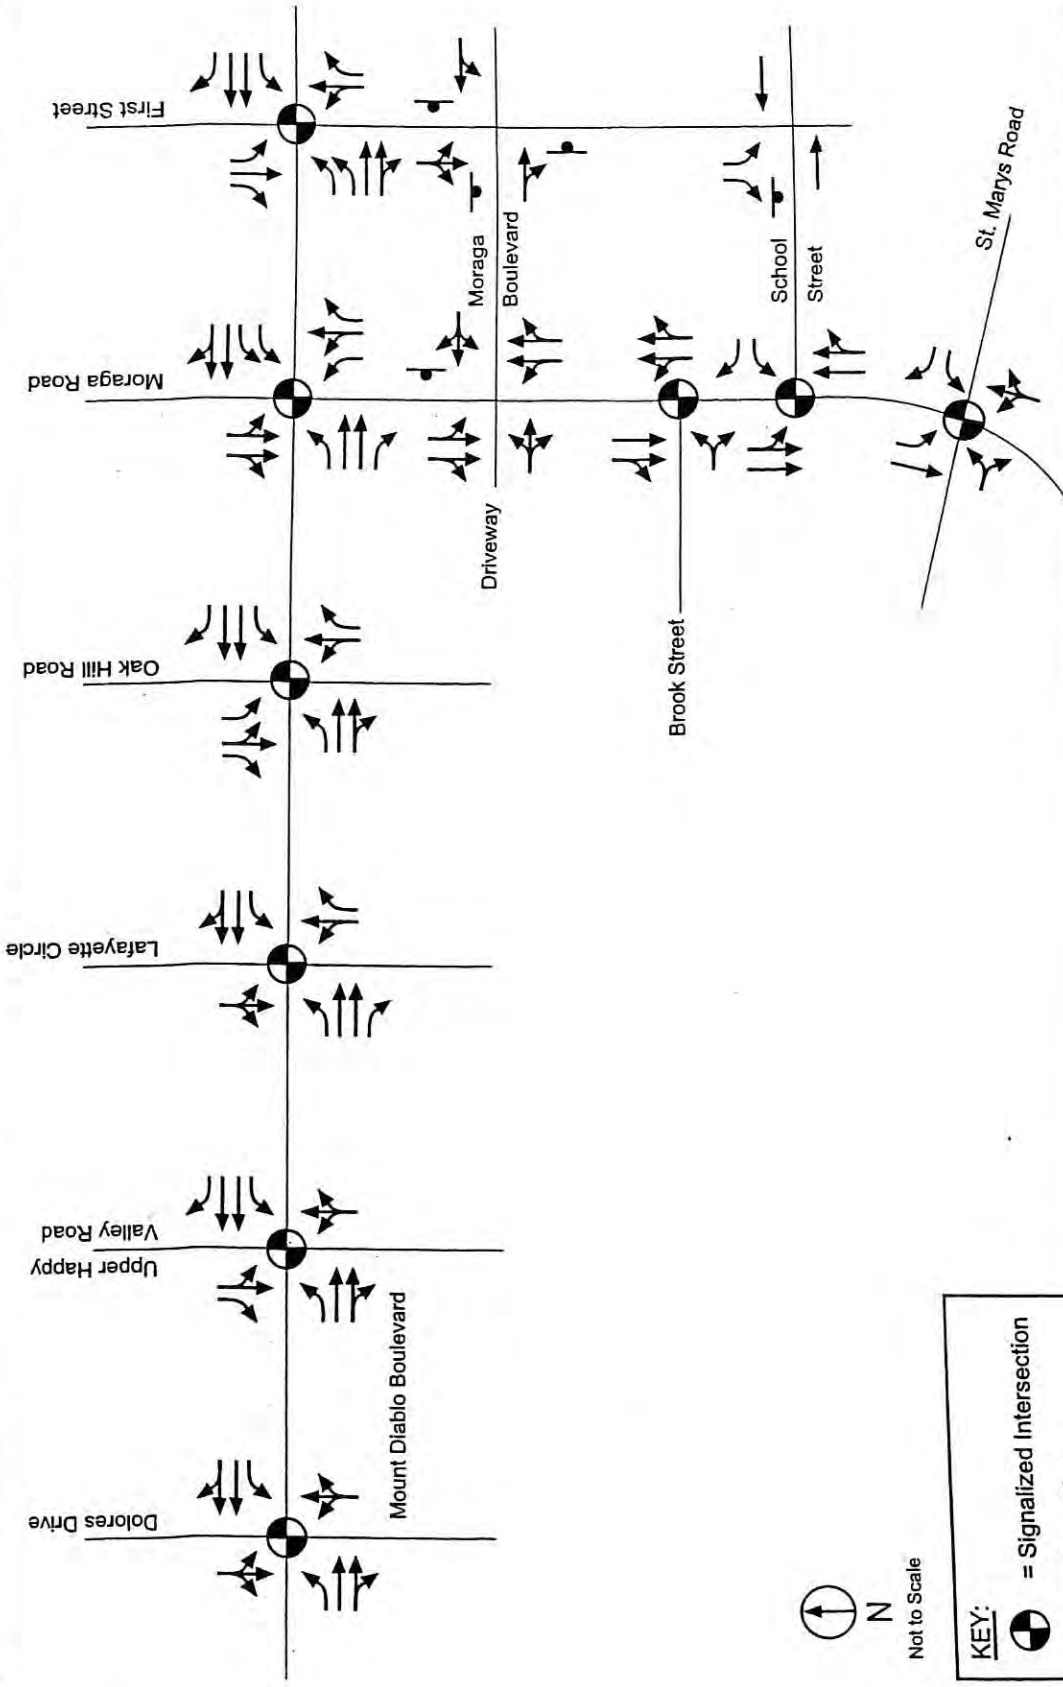 First Street
Moraga Road
Oak Hill Road
Lafayette Circle
Upper Happy
Valley Road
Dolores Drive
Mount Diablo Boulevard
Moraga
Boulevard
Driveway
Brook Street
School
Street
St. Marys Road
N
Not to Scale
KEY:
= Signalized Intersection